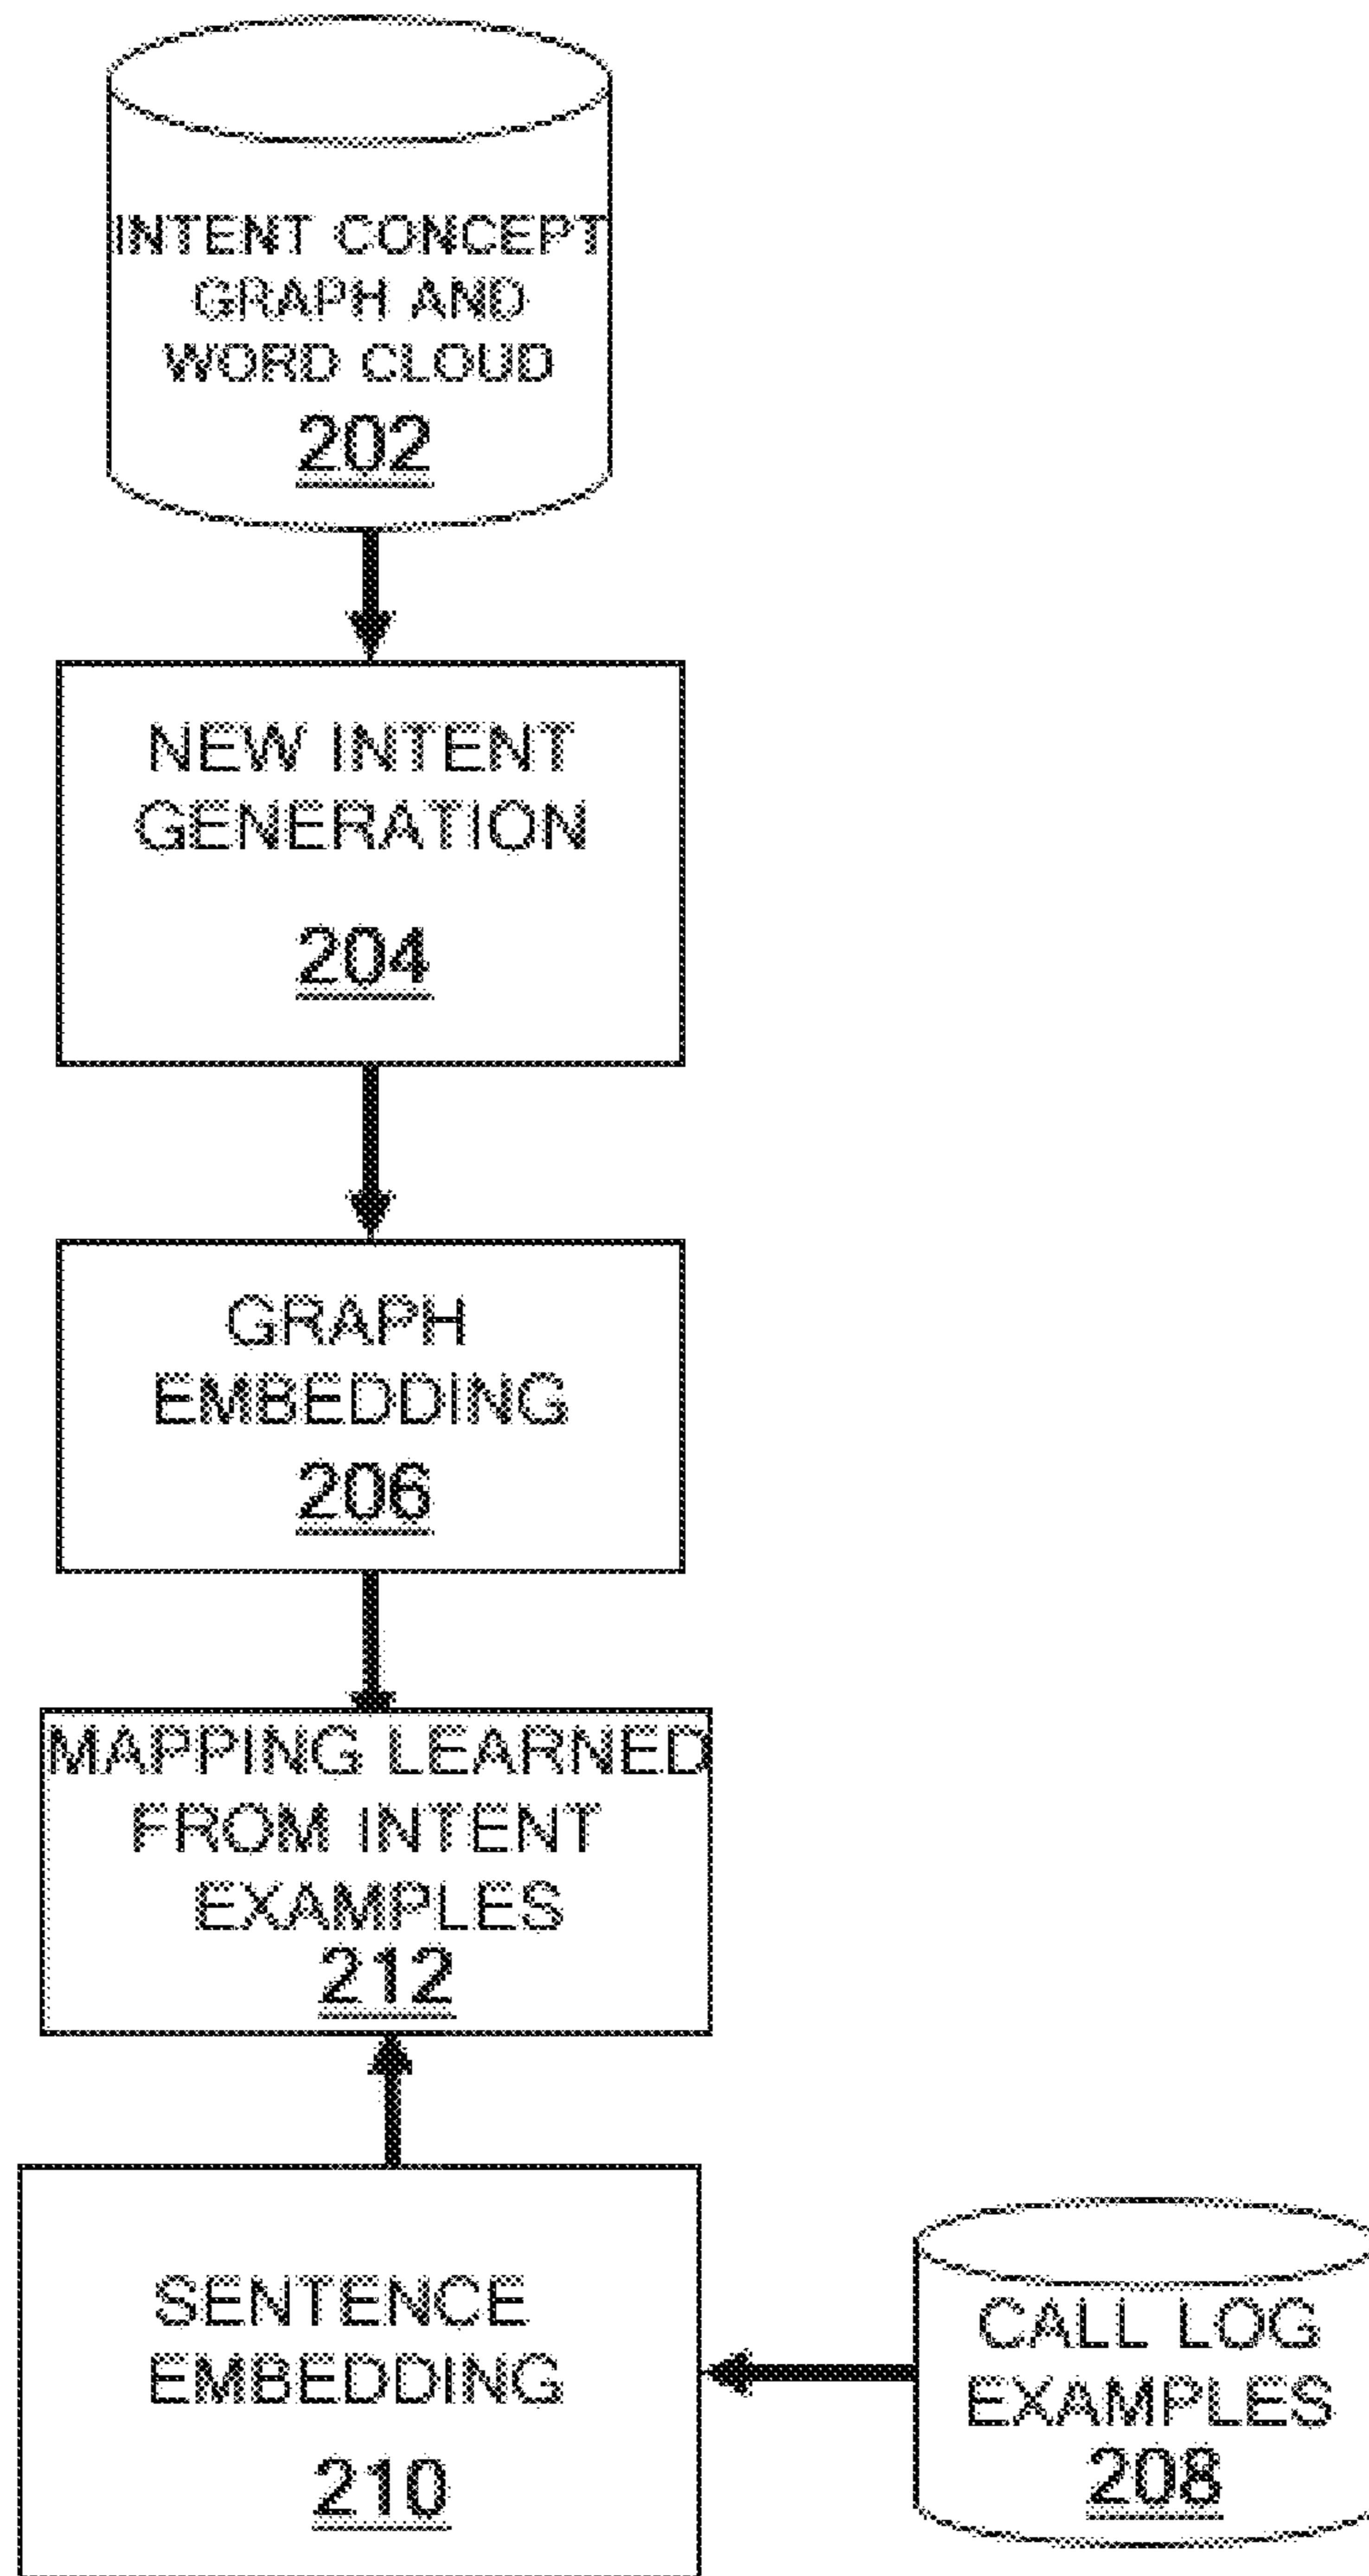 INTENT CONCEPT
GRAPH AND
WORD CLOUD
202
NEW INTENT
GENERATION
204
GRAPH
EMBEDDING
206
MAPPING LEARNED
FROM INTENT
EXAMPLES
212
SENTENCE
EMBEDDING
210
CALL LOG
EXAMPLES
208